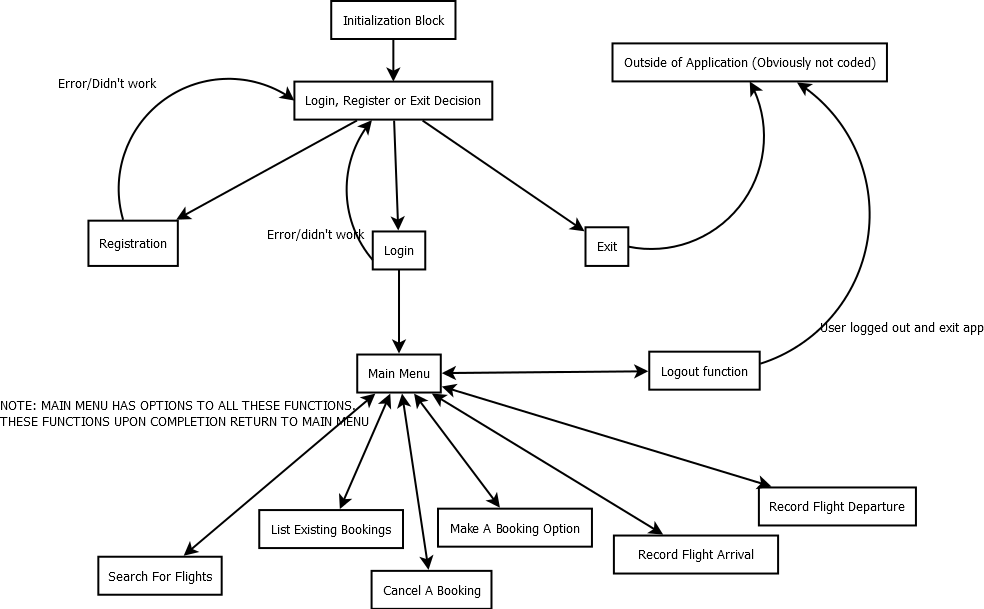 Initialization Block
Outside of Application (Obviously not coded)
Error/Didn't work
Login, Register or Exit Decision
Registration
Error/didn't work
Login
Exit
User logged out and exit app
Main Menu
Logout function
NOTE: MAIN MENU HAS OPTIONS TO ALL THESE FUNCTIONS.
THESE FUNCTIONS UPON COMPLETION RETURN TO MAIN MENU
Record Flight Departure
List Existing Bookings
Make A Booking Option
Record Flight Arrival
Search For Flights
Cancel A Booking